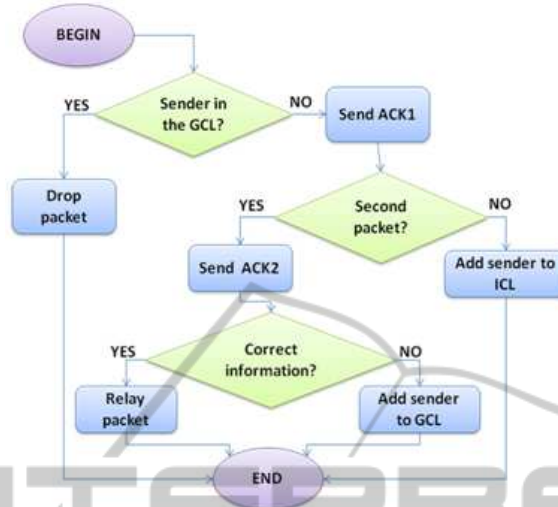 BEGIN
Sender in
the GCL?
YES
NO
Send ACK1
Drop
packet
Second
packet?
YES
NO
Send ACK2
Add sender to
ICL
Correct
information?
YES
NO
Relay
packet
Add sender
to GCL
END